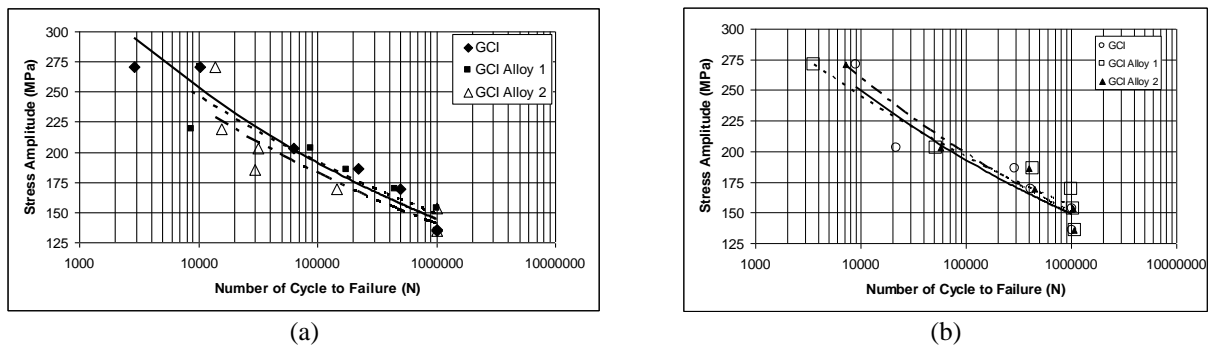 300
275
250
225
200
175
150
125
Stress Amplitude (MPa)
GCI
GCI Alloy 1
GCI Alloy 2
1000 10000 100000 1000000 10000000
Number of Cycle to Failure (N)
(a)
300
275
250
225
200
175
150
125
Stress Amplitude (MPa)
GCI
GCI Alloy 1
GCI Alloy 2
1000 10000 100000 1000000 10000000
Number of Cycle to Failure (N)
(b)